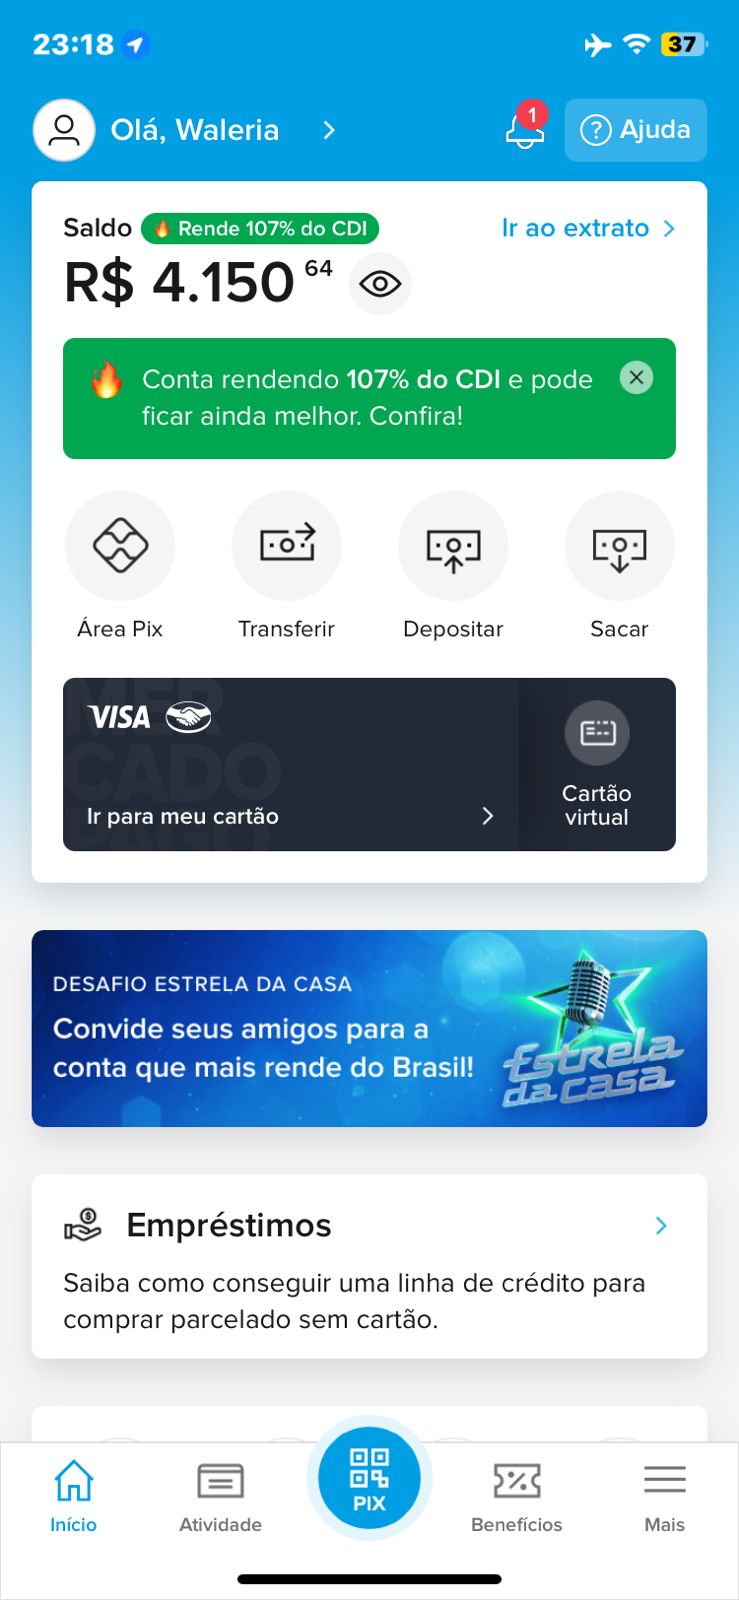 23:18
37
Olá, Waleria
1
Ajuda
Saldo
Rende 107% do CDI
Ir ao extrato
R$ 4.150 64
Conta rendendo 107% do CDI e pode
ficar ainda melhor. Confira!
Área Pix
Transferir
Depositar
Sacar
MER
CADO
PAGO
VISA
Ir para meu cartão
Cartão
virtual
DESAFIO ESTRELA DA CASA
Convide seus amigos para a
conta que mais rende do Brasil!
Estrela
da casa
Empréstimos
Saiba como conseguir uma linha de crédito para
comprar parcelado sem cartão.
PIX
Início
Atividade
Benefícios
Mais